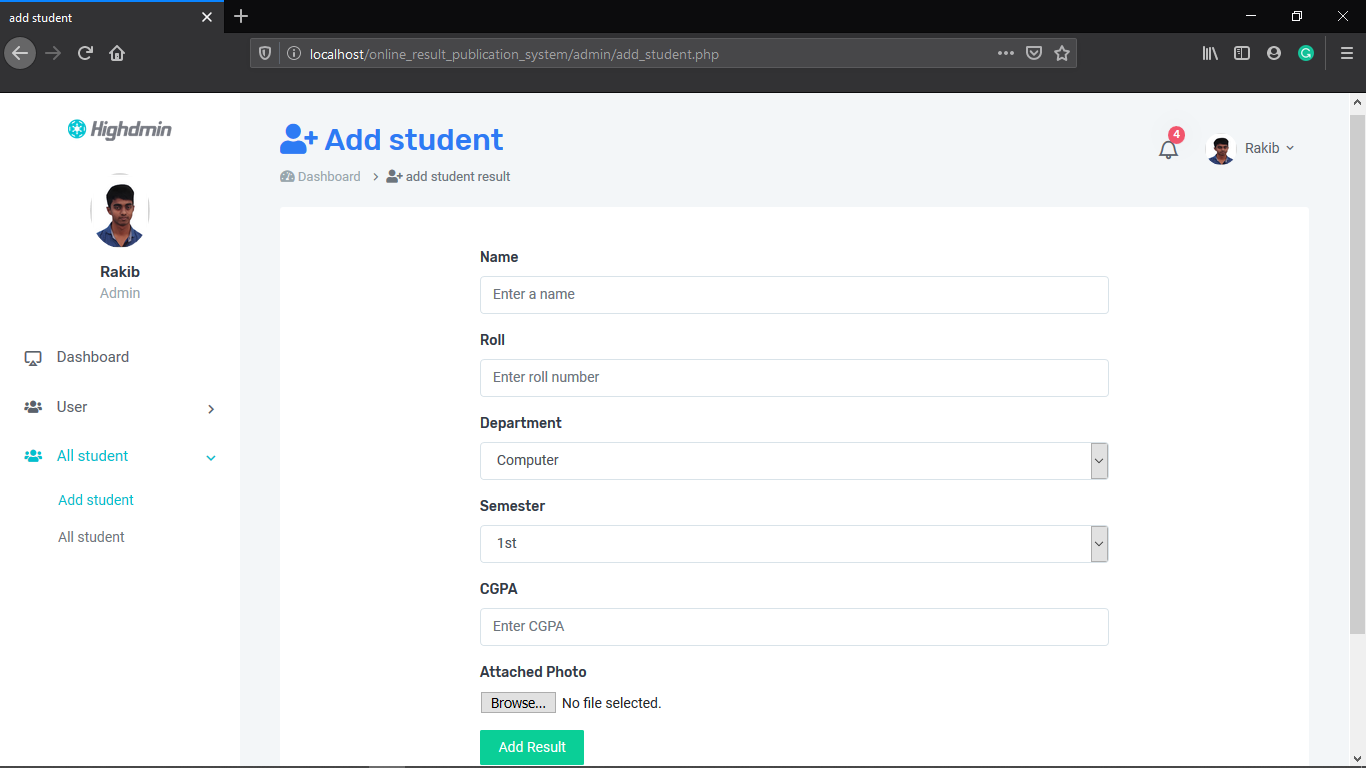 add student
localhost/online_result_publication_system/admin/add_student.php
Highdmin
Rakib
Admin
Dashboard
User
All student
Add student
All student
Add student
Dashboard > add student result
4
Rakib
Name
Enter a name
Roll
Enter roll number
Department
Computer
Semester
1st
CGPA
Enter CGPA
Attached Photo
Browse... No file selected.
Add Result